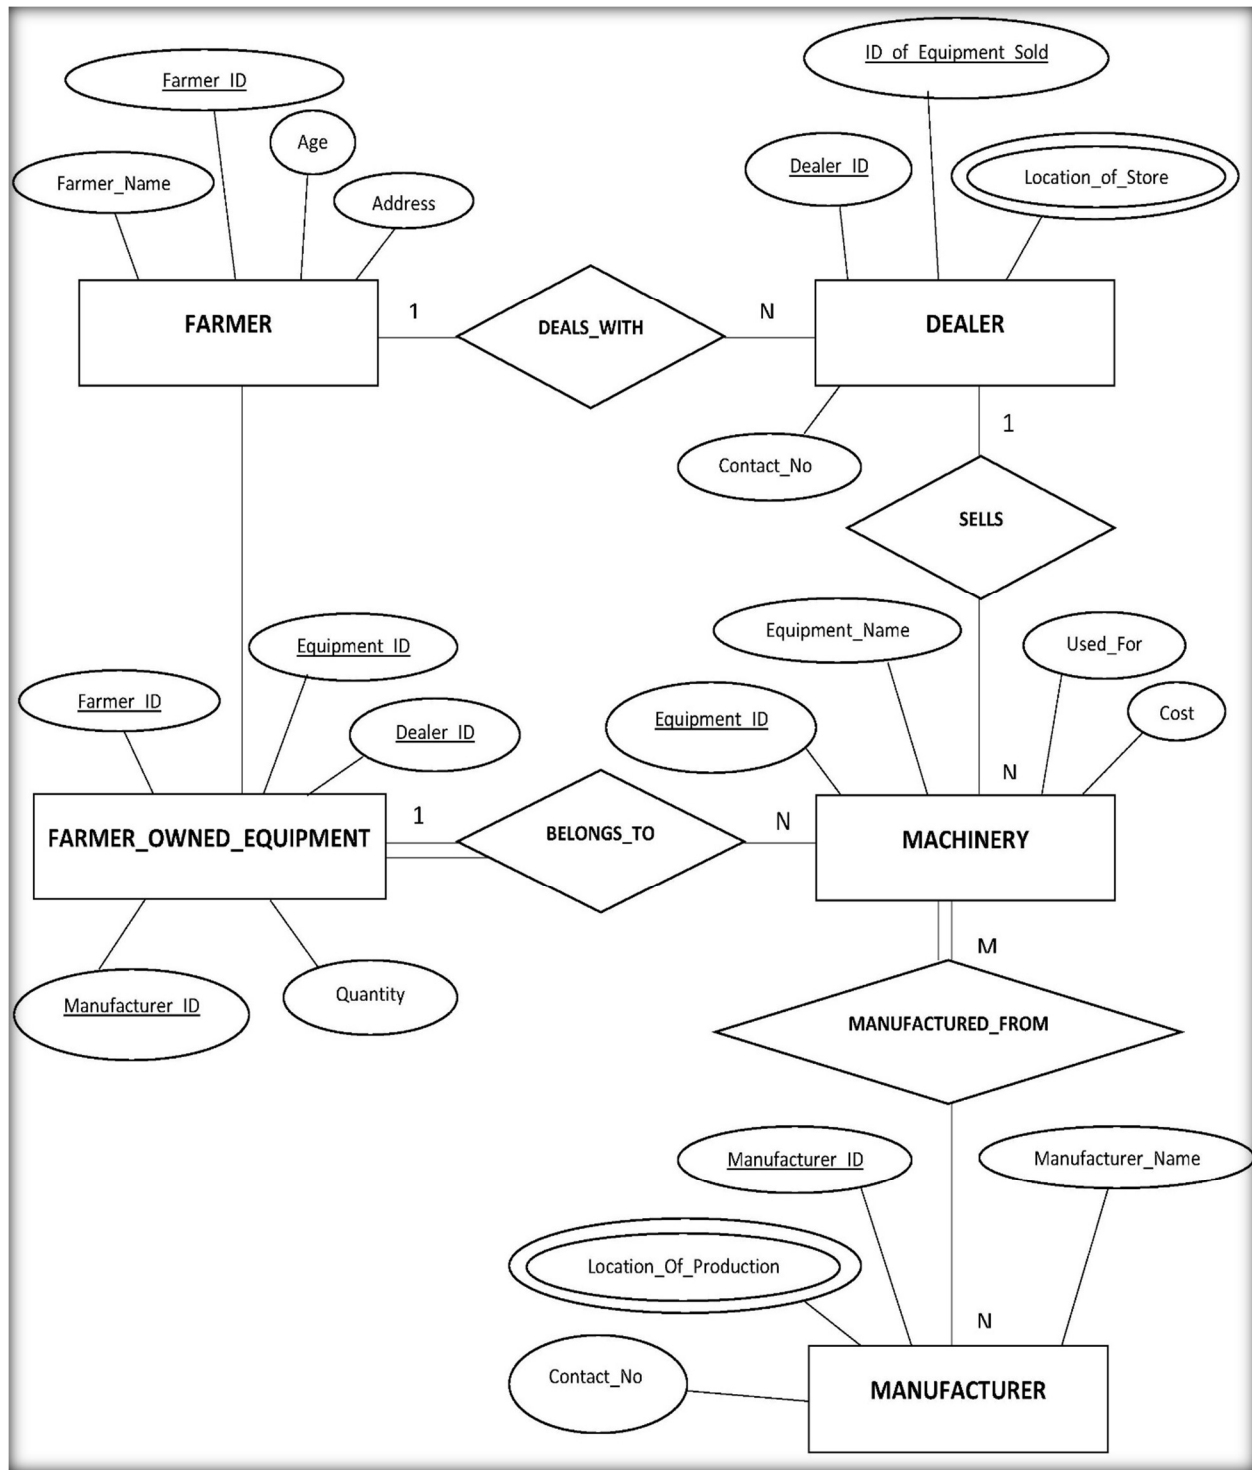 ID_of_Equipment_Sold
Farmer_ID
Age
Dealer_ID
Location_of_Store
Farmer_Name
Address
FARMER
1
DEALS_WITH
N
DEALER
1
Contact_No
SELLS
Equipment_Name
Used_For
Equipment_ID
Farmer_ID
Dealer_ID
Equipment_ID
Cost
N
FARMER_OWNED_EQUIPMENT
1
BELONGS_TO
N
MACHINERY
M
Manufacturer_ID
Quantity
MANUFACTURED_FROM
Manufacturer_ID
Manufacturer_Name
Location_Of_Production
N
Contact_No
MANUFACTURER